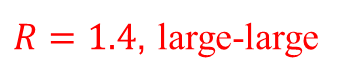 R = 1.4, large-large